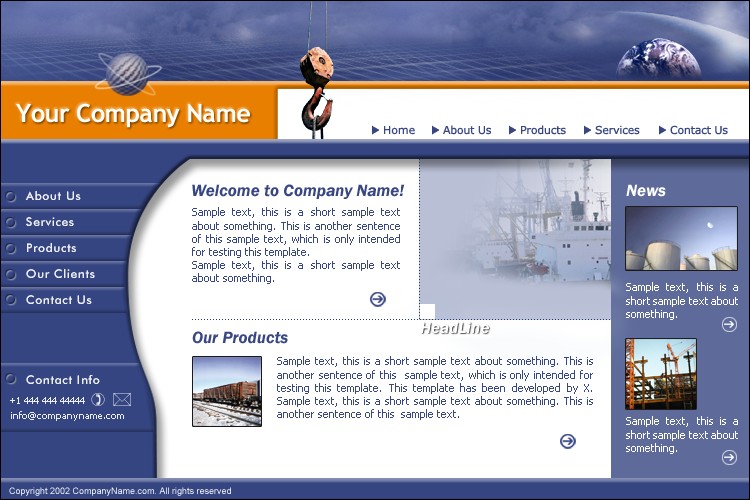 Your Company Name
Home
About Us
Products
Services
Contact Us
About Us
Services
Products
Our Clients
Contact Us
Contact Info
+1 444 444 44444
info@companyname.com
Welcome to Company Name!
Sample text, this is a short sample text
about something. This is another sentence
of this sample text, which is only intended
for testing this template.
Sample text, this is a short sample text
about something.
HeadLine
Our Products
Sample text, this is a short sample text about something. This is
another sentence of this sample text, which is only intended for
testing this template. This template has been developed by X.
Sample text, this is a short sample text about something. This is
another sentence of this sample text.
News
Sample text, this is a
short sample text about
something.
Sample text, this is a
short sample text about
something.
Copyright 2002 CompanyName.com. All rights reserved